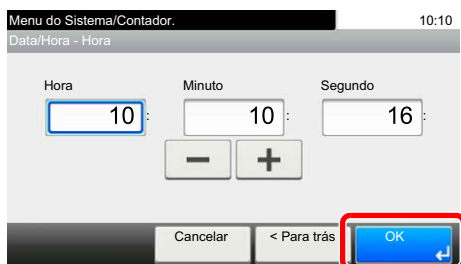 Menu do Sistema/Contador. 10:10
Data/Hora - Hora
Hora Minuto Segundo
10 : 10 : 16 :
− +
Cancelar < Para trás OK